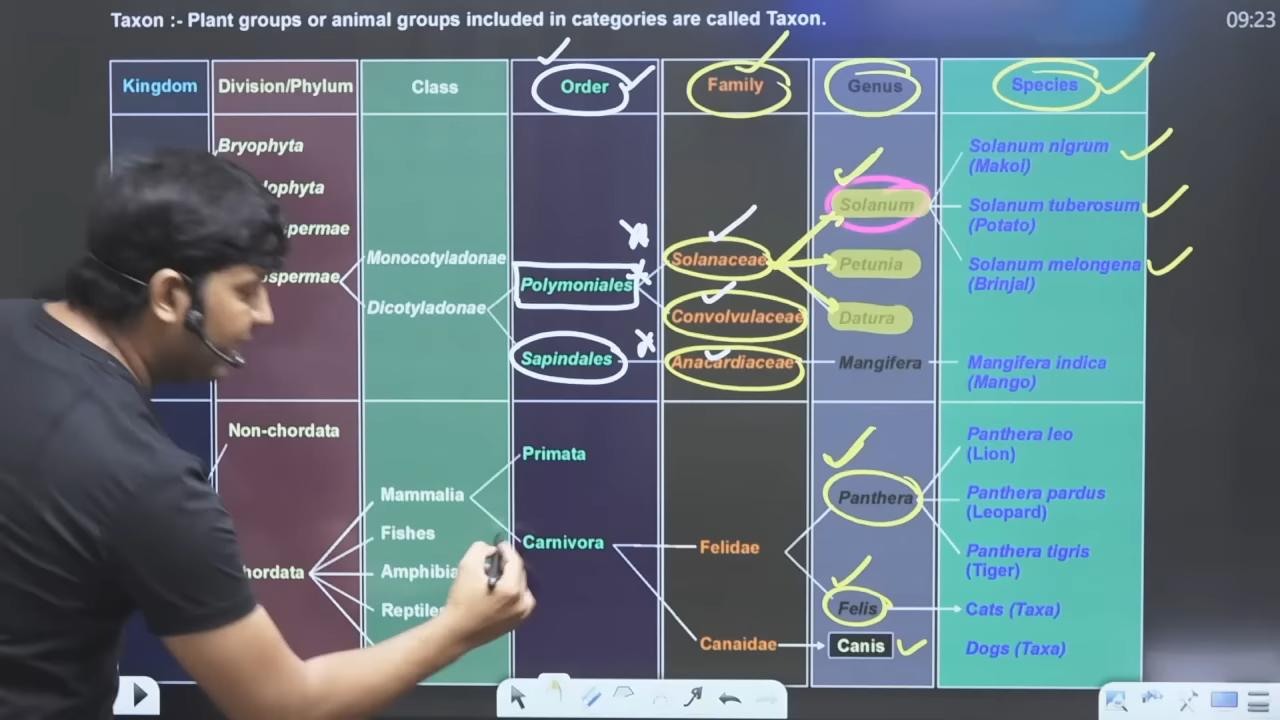 Taxon :- Plant groups or animal groups included in categories are called Taxon.
09:23
Kingdom
Division/Phylum
Class
Order
Family
Genus
Species
Bryophyta
Monocotyladonae
Dicotyladonae
Polymoniales
Sapindales
Solanaceae
Convolvulaceae
Anacardiaceae
Solanum
Petunia
Datura
Mangifera
Solanum nigrum
(Makoi)
Solanum tuberosum
(Potato)
Solanum melongena
(Brinjal)
Mangifera indica
(Mango)
Non-chordata
Mammalia
Fishes
Amphibia
Reptiles
Primata
Carnivora
Felidae
Canaidae
Panthera
Felis
Canis
Panthera leo
(Lion)
Panthera pardus
(Leopard)
Panthera tigris
(Tiger)
Cats (Taxa)
Dogs (Taxa)